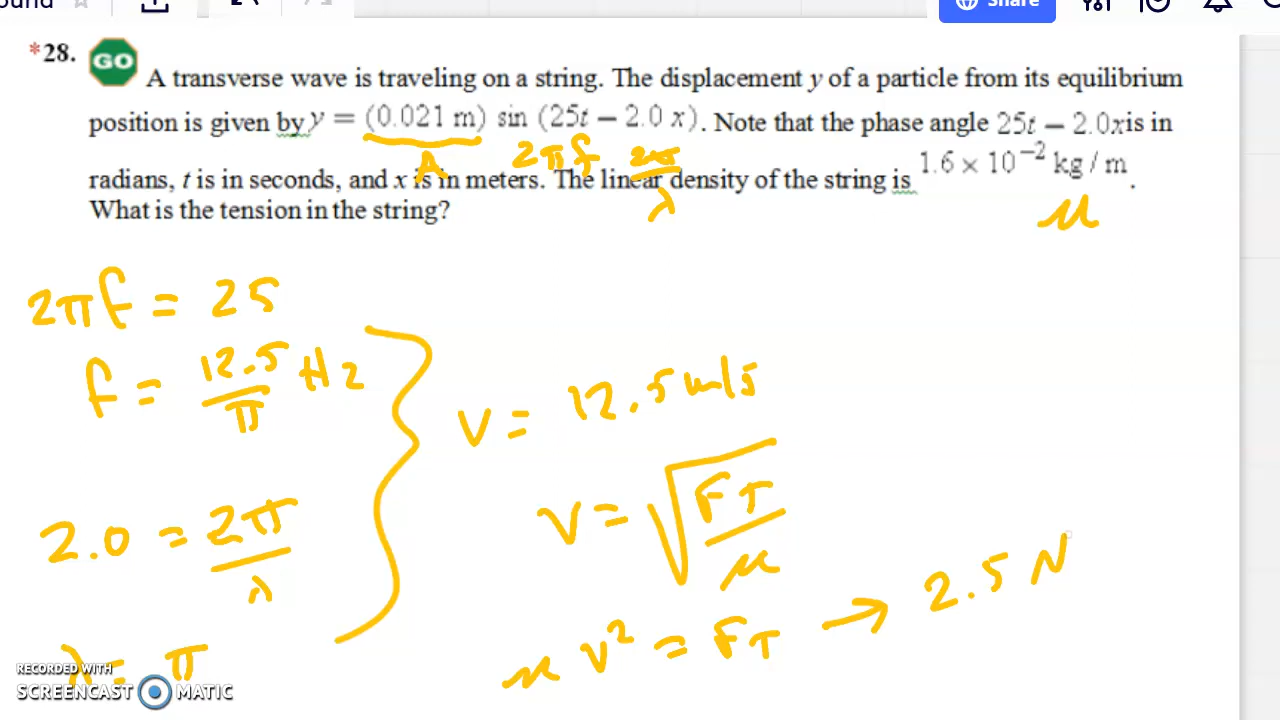 Share
*28. GO A transverse wave is traveling on a string. The displacement y of a particle from its equilibrium
position is given by y = (0.021 m) sin (25t − 2.0 x). Note that the phase angle 25t − 2.0x is in
A 2πf 2π/λ
radians, t is in seconds, and x is in meters. The linear density of the string is 1.6 × 10⁻² kg / m.
μ
What is the tension in the string?
2πf = 25
f = 12.5/π Hz
v = 12.5 m/s
v = √(FT/μ)
2.0 = 2π/λ
μ v² = FT → 2.5 N
λ = π
RECORDED WITH
SCREENCAST MATIC